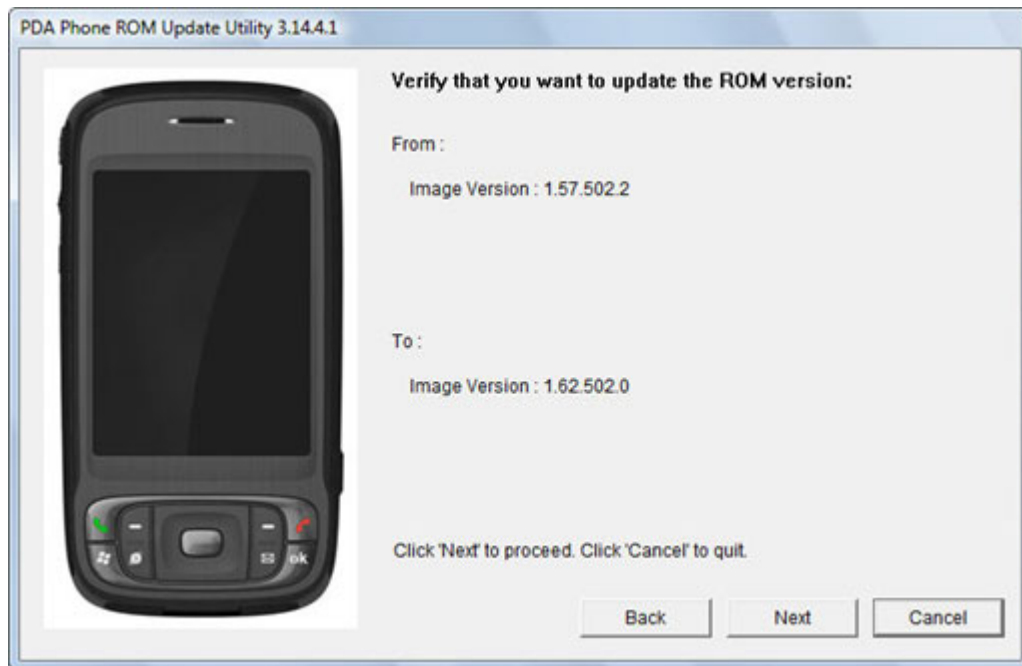 PDA Phone ROM Update Utility 3.14.4.1
Verify that you want to update the ROM version:
From :
Image Version : 1.57.502.2
To :
Image Version : 1.62.502.0
ok
Click 'Next' to proceed. Click 'Cancel' to quit.
Back
Next
Cancel